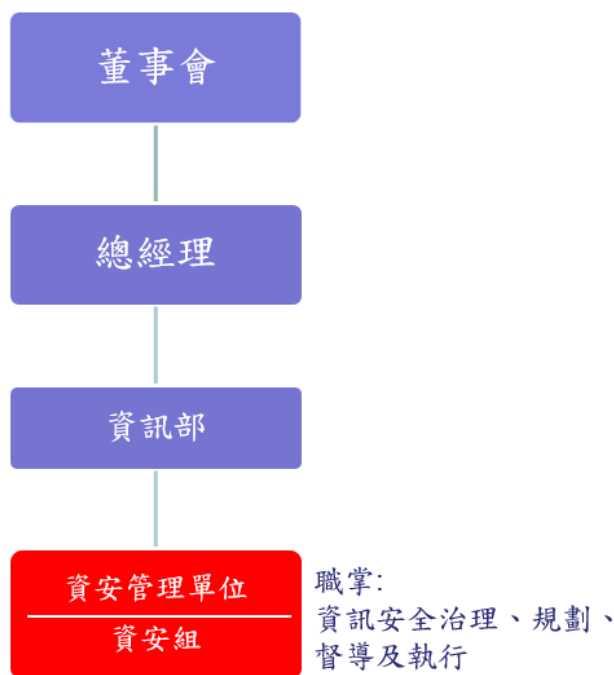 董事會
總經理
資訊部
資安管理單位
資安組
職掌:
資訊安全治理、規劃、
督導及執行